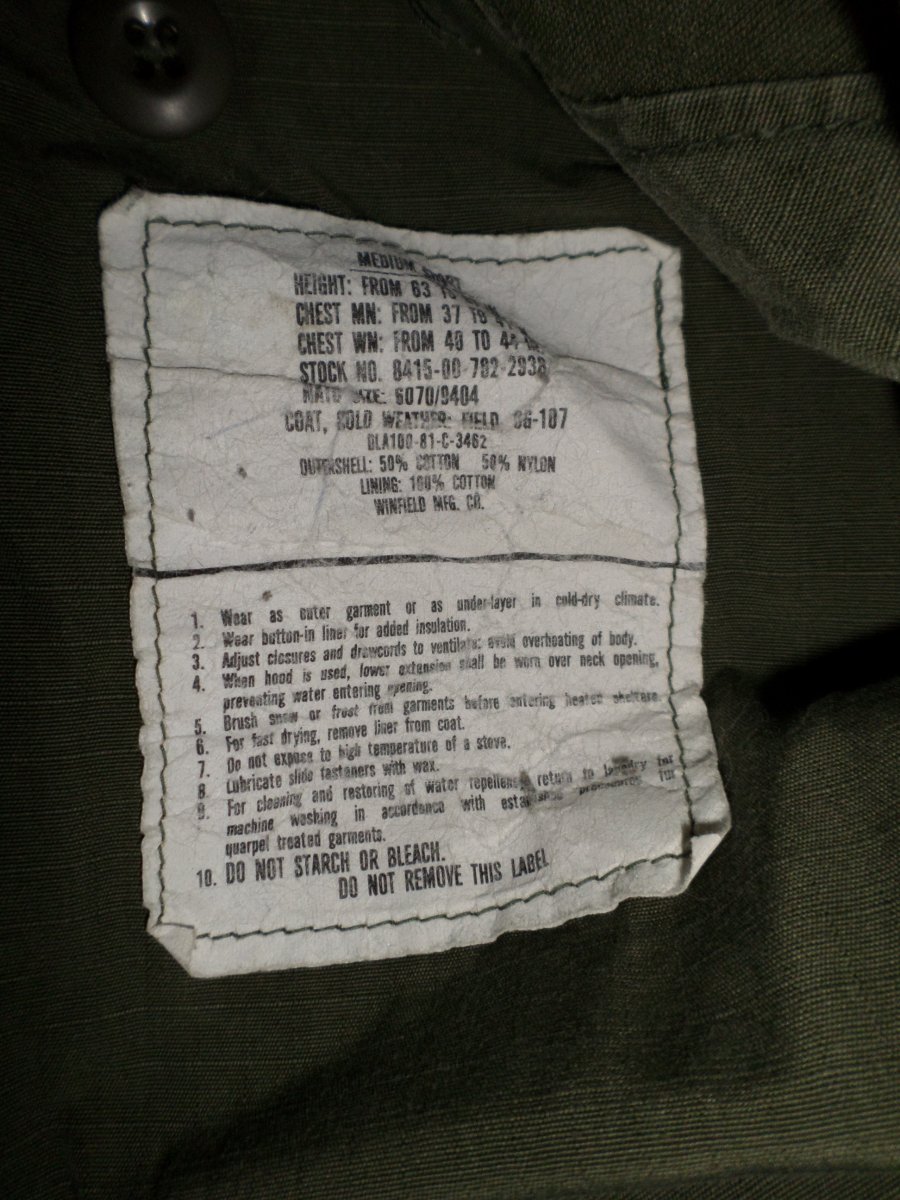 MEDIUM
HEIGHT: FROM 63 TO
CHEST MN: FROM 37 TO
CHEST WN: FROM 40 TO 44
STOCK NO. 8415-00-782-2938
NATO SIZE: 6070/9404
COAT, COLD WEATHER: FIELD, OG-107
DLA100-81-C-3462
OUTERSHELL: 50% COTTON 50% NYLON
LINING: 100% COTTON
WINFIELD MFG. CO.
1. Wear as outer garment or as under-layer in cold-dry climate.
2. Wear button-in liner for added insulation.
3. Adjust closures and drawcords to ventilate; avoid overheating of body.
4. When hood is used, lower extension shall be worn over neck opening,
preventing water entering opening.
5. Brush snow or frost from garments before entering heated shelters.
6. For fast drying, remove liner from coat.
7. Do not expose to high temperature of a stove.
8. Lubricate slide fasteners with wax.
9. For cleaning and restoring of water repellency return to laundry for
machine washing in accordance with procedures for
quarpel treated garments.
10. DO NOT STARCH OR BLEACH.
DO NOT REMOVE THIS LABEL